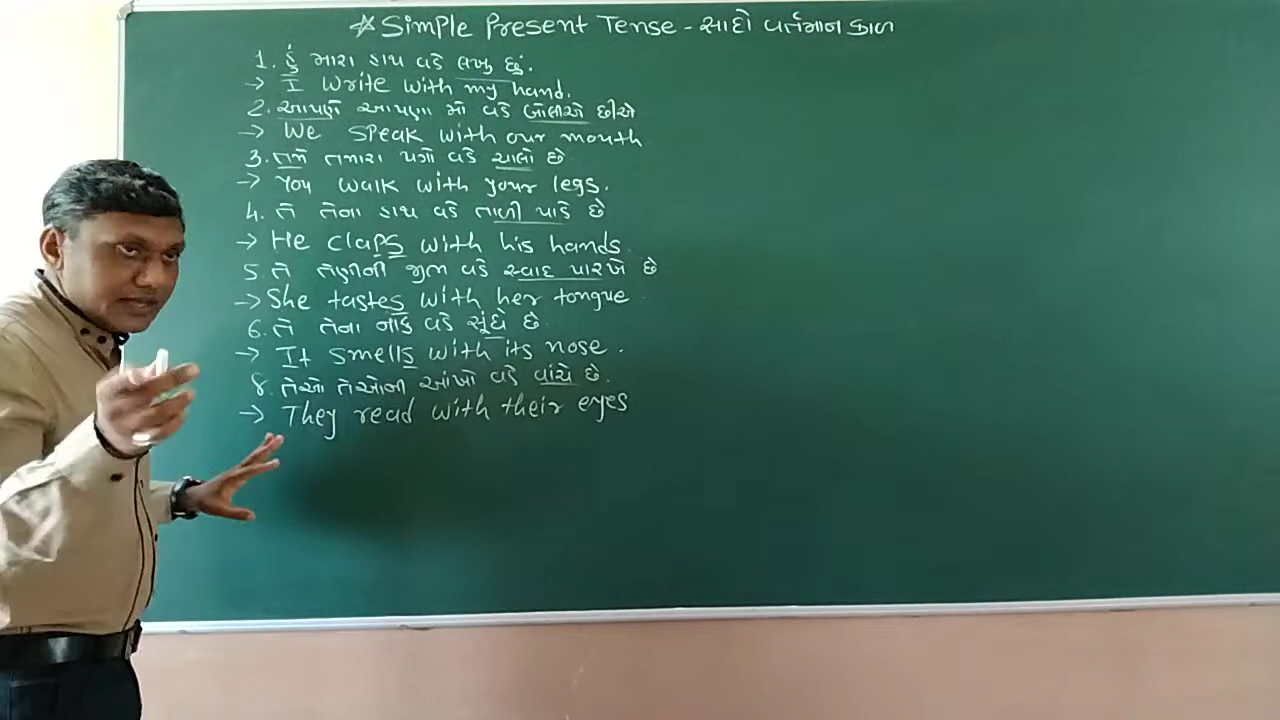 ☆ Simple Present Tense - સાદો વર્તમાન કાળ
1. હું મારા હાથ વડે લખુ છું.
→ I write with my hand.
2. આપણે આપણા મોં વડે બોલીએ છીએ
→ We speak with our mouth
3. તમે તમારા પગો વડે ચાલો છે
→ You walk with your legs.
4. તે તેના હાથ વડે તાળી પાડે છે
→ He claps with his hands.
5 તે તેણીની જીભ વડે સ્વાદ પારખે છે
→ She tastes with her tongue.
6. તે તેના નાક વડે સૂંઘે છે.
→ It smells with its nose.
8. તેઓ તેઓની આંખો વડે વાંચે છે.
→ They read with their eyes